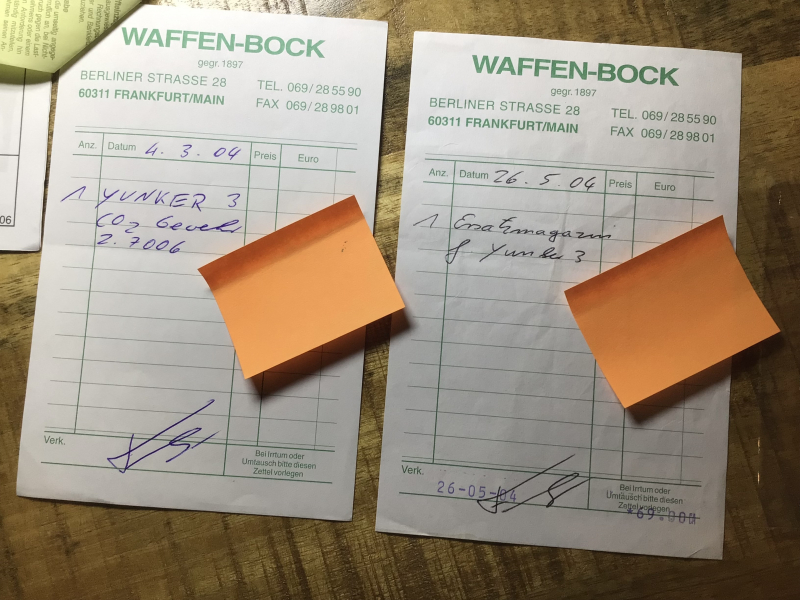 WAFFEN-BOCK
gegr. 1897
BERLINER STRASSE 28
60311 FRANKFURT/MAIN
TEL. 069/28 55 90
FAX 069/28 98 01
Anz. Datum 4. 3. 04 Preis Euro
1 YUNKER 3
CO2 Gewehr
2. 7006
Verk.
Bei Irrtum oder
Umtausch bitte diesen
Zettel vorlegen
WAFFEN-BOCK
gegr. 1897
BERLINER STRASSE 28
60311 FRANKFURT/MAIN
TEL. 069/28 55 90
FAX 069/28 98 01
Anz. Datum 26. 5. 04 Preis Euro
1 Ersatzmagazin
f. Yunker 3
Verk.
26-05-04
Bei Irrtum oder
Umtausch bitte diesen
Zettel vorlegen
06